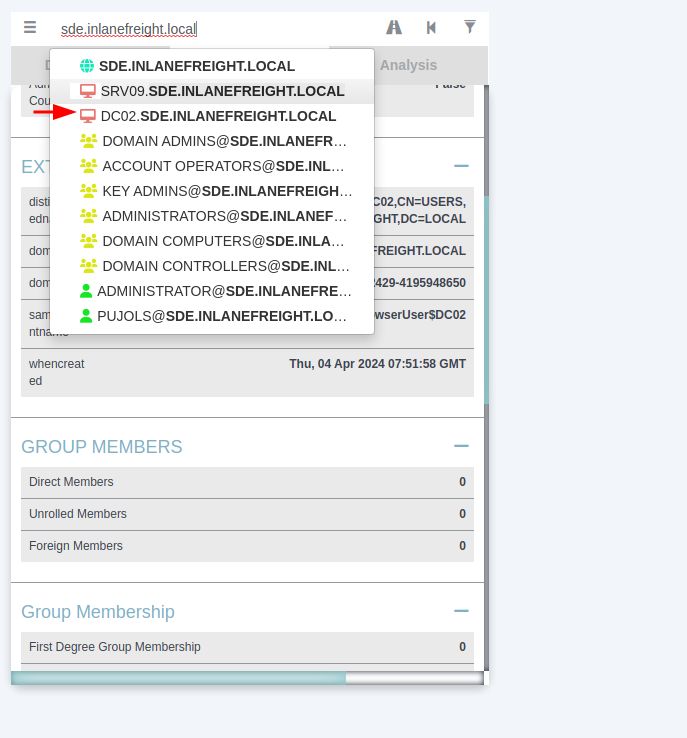 sde.inlanefreight.local
Analysis
SDE.INLANEFREIGHT.LOCAL
SRV09.SDE.INLANEFREIGHT.LOCAL
False
Cou
DC02.SDE.INLANEFREIGHT.LOCAL
DOMAIN ADMINS@SDE.INLANEFR…
EXT
ACCOUNT OPERATORS@SDE.INL…
KEY ADMINS@SDE.INLANEFREIGH…
disti
C02,CN=USERS,
edna
GHT,DC=LOCAL
ADMINISTRATORS@SDE.INLANEF…
DOMAIN COMPUTERS@SDE.INLA…
dom
FREIGHT.LOCAL
DOMAIN CONTROLLERS@SDE.INL…
dom
2429-4195948650
ADMINISTRATOR@SDE.INLANEFRE…
sam
owserUser$DC02
PUJOLS@SDE.INLANEFREIGHT.LO…
ntname
whencreat
ed
Thu, 04 Apr 2024 07:51:58 GMT
GROUP MEMBERS
Direct Members 0
Unrolled Members 0
Foreign Members 0
Group Membership
First Degree Group Membership 0